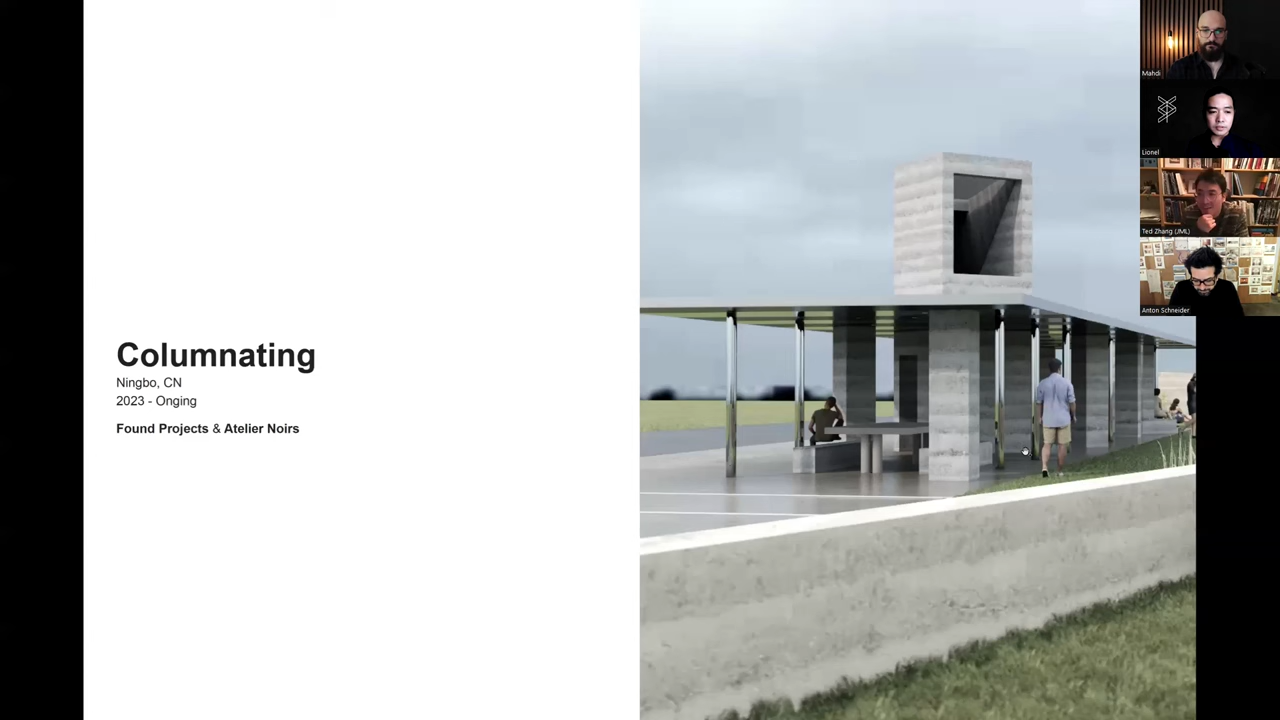 Columnating
Ningbo, CN
2023 - Onging
Found Projects & Atelier Noirs
Mahdi
Lionel
Ted Zhang (JML)
Anton Schneider